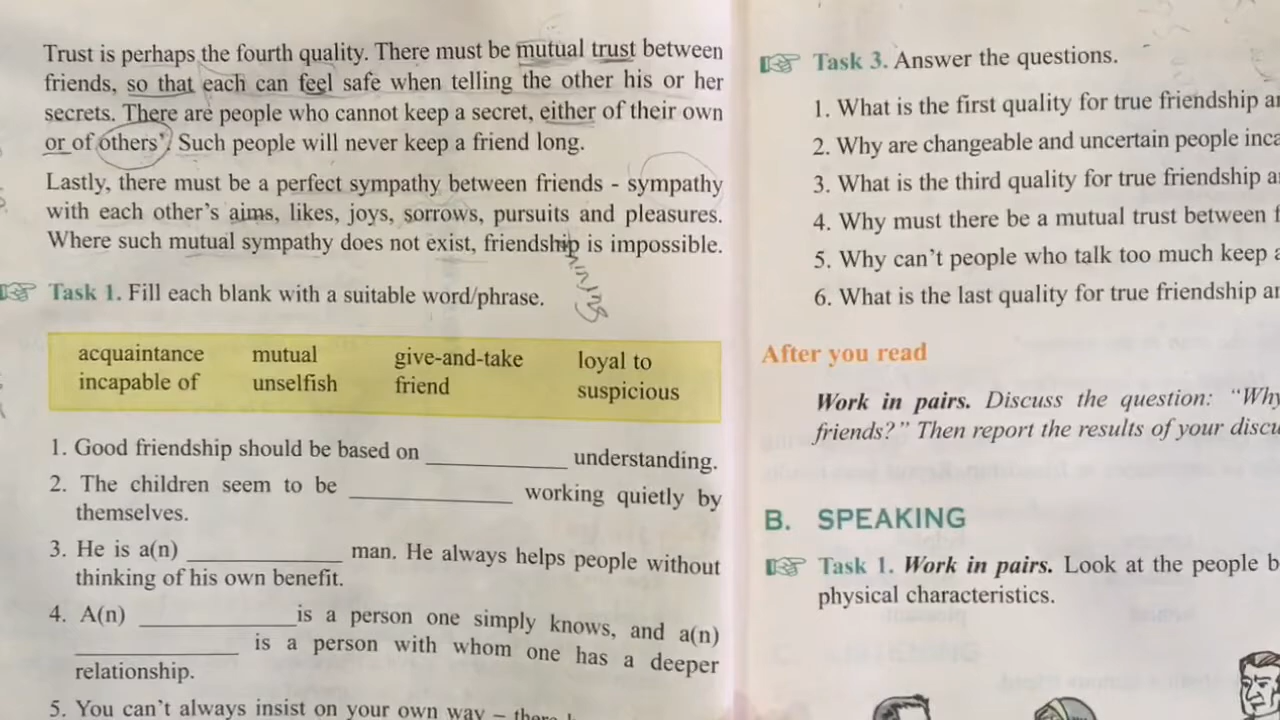 Trust is perhaps the fourth quality. There must be mutual trust between
friends, so that each can feel safe when telling the other his or her
secrets. There are people who cannot keep a secret, either of their own
or of others'. Such people will never keep a friend long.
Lastly, there must be a perfect sympathy between friends - sympathy
with each other's aims, likes, joys, sorrows, pursuits and pleasures.
Where such mutual sympathy does not exist, friendship is impossible.
Task 1. Fill each blank with a suitable word/phrase.
acquaintance mutual give-and-take loyal to
incapable of unselfish friend suspicious
1. Good friendship should be based on ____________ understanding.
2. The children seem to be ____________ working quietly by
themselves.
3. He is a(n) ____________ man. He always helps people without
thinking of his own benefit.
4. A(n) ____________ is a person one simply knows, and a(n)
____________ is a person with whom one has a deeper
relationship.
5. You can't always insist on your own way –
Task 3. Answer the questions.
1. What is the first quality for true friendship
2. Why are changeable and uncertain people
3. What is the third quality for true friendship
4. Why must there be a mutual trust between
5. Why can't people who talk too much keep
6. What is the last quality for true friendship
After you read
Work in pairs. Discuss the question: "Why
friends?" Then report the results of your
B. SPEAKING
Task 1. Work in pairs. Look at the people
physical characteristics.